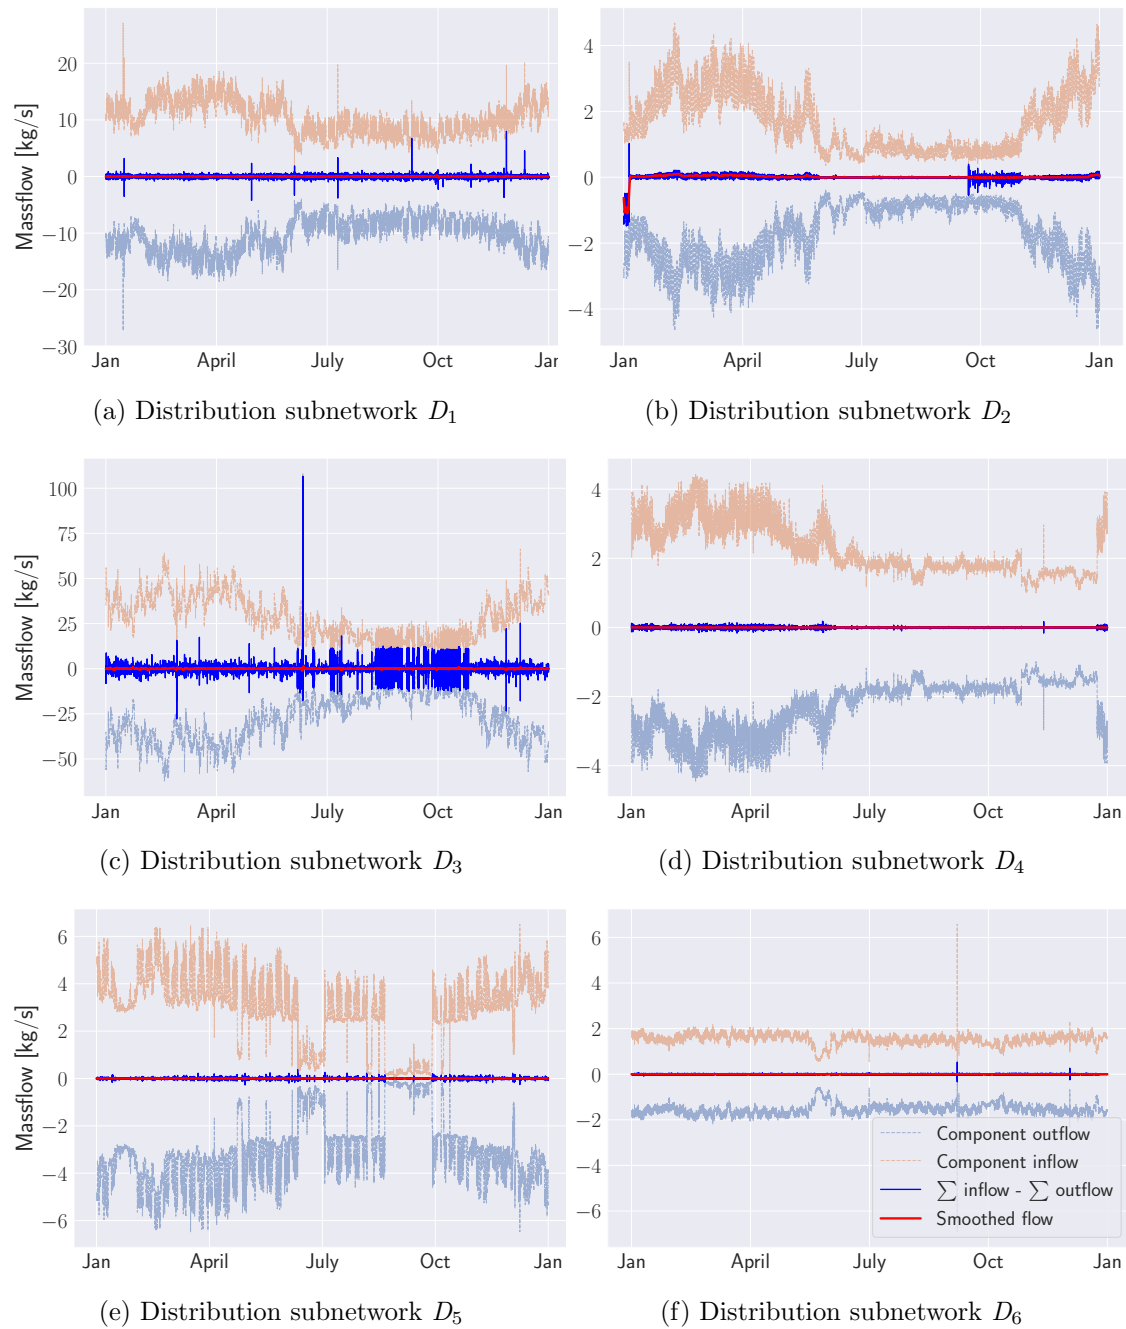 Massflow [kg/s]
20
10
0
−10
−20
−30
Jan April July Oct Jan
(a) Distribution subnetwork D1
4
2
0
−2
−4
Jan April July Oct Jan
(b) Distribution subnetwork D2
Massflow [kg/s]
100
75
50
25
0
−25
−50
Jan April July Oct Jan
(c) Distribution subnetwork D3
4
2
0
−2
−4
Jan April July Oct Jan
(d) Distribution subnetwork D4
Massflow [kg/s]
6
4
2
0
−2
−4
−6
Jan April July Oct Jan
(e) Distribution subnetwork D5
6
4
2
0
−2
−4
−6
Component outflow
Component inflow
∑ inflow - ∑ outflow
Smoothed flow
Jan April July Oct Jan
(f) Distribution subnetwork D6